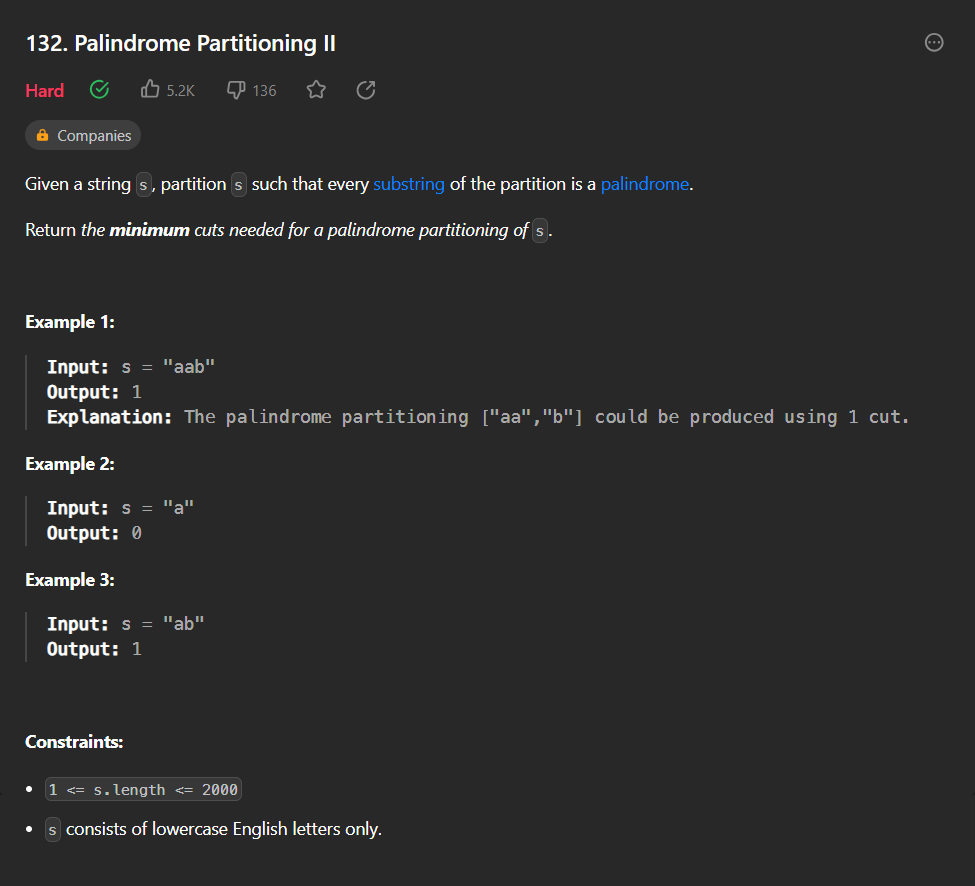 132. Palindrome Partitioning II
Hard 5.2K 136
Companies
Given a string s, partition s such that every substring of the partition is a palindrome.
Return the minimum cuts needed for a palindrome partitioning of s.
Example 1:
Input: s = "aab"
Output: 1
Explanation: The palindrome partitioning ["aa","b"] could be produced using 1 cut.
Example 2:
Input: s = "a"
Output: 0
Example 3:
Input: s = "ab"
Output: 1
Constraints:
• 1 <= s.length <= 2000
• s consists of lowercase English letters only.